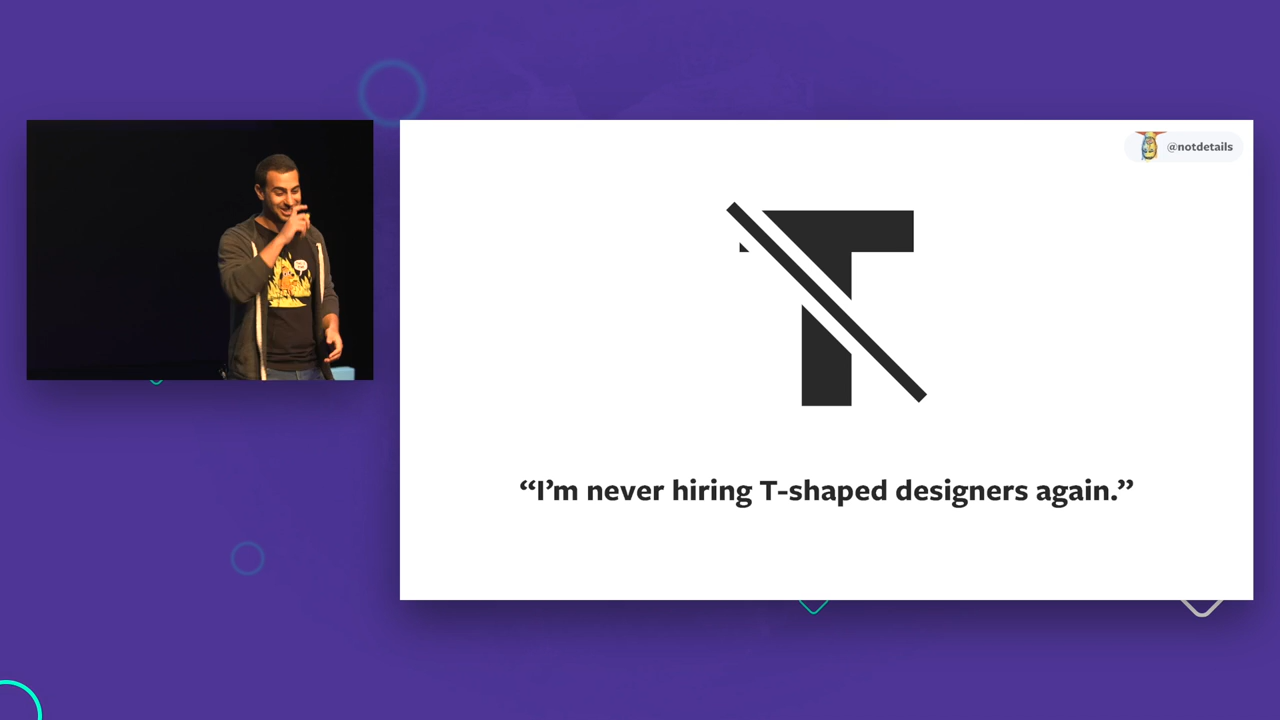 @notdetails
T
“I’m never hiring T-shaped designers again.”